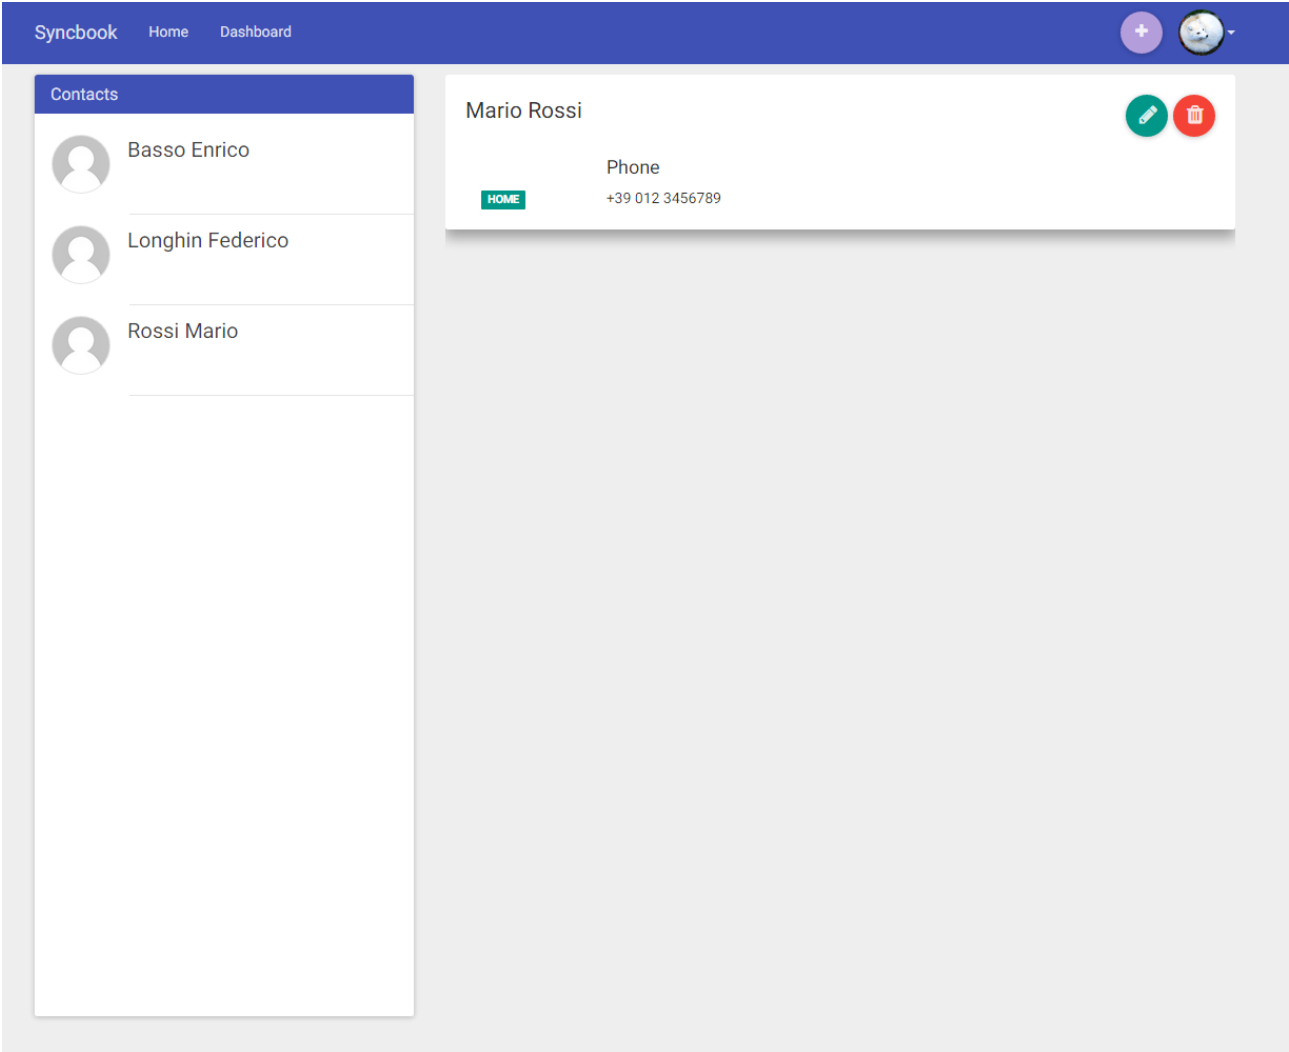 Syncbook Home Dashboard
Contacts
Basso Enrico
Longhin Federico
Rossi Mario
Mario Rossi
Phone
HOME +39 012 3456789